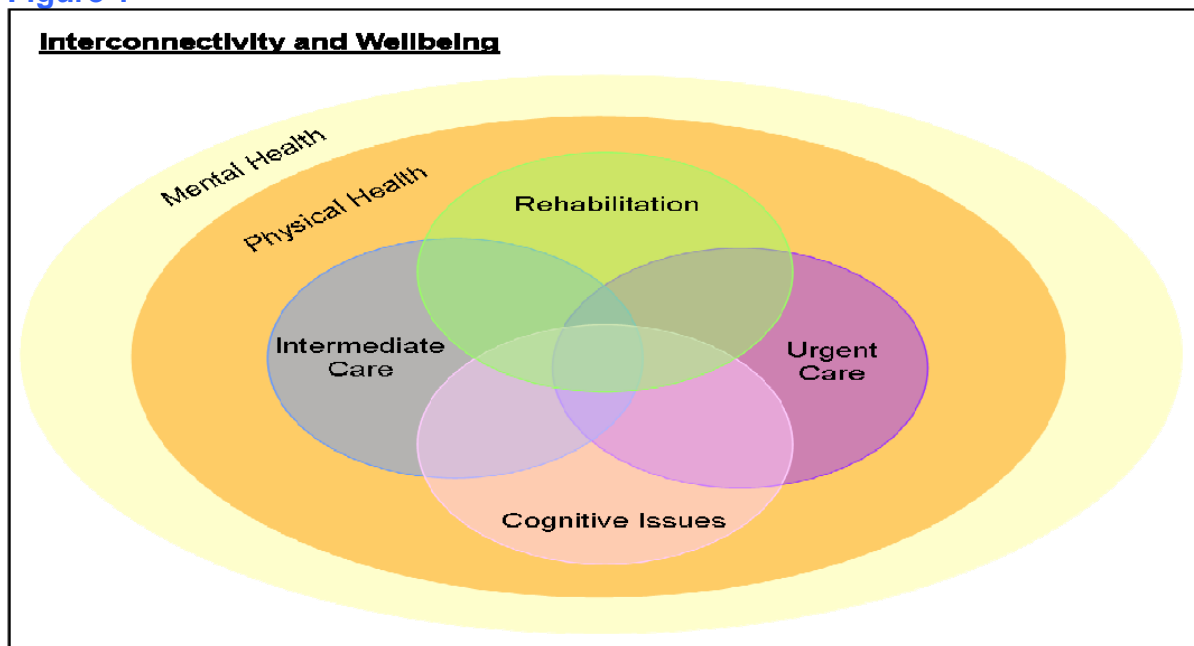 Interconnectivity and Wellbeing
Mental Health
Physical Health
Rehabilitation
Intermediate
Care
Urgent
Care
Cognitive Issues